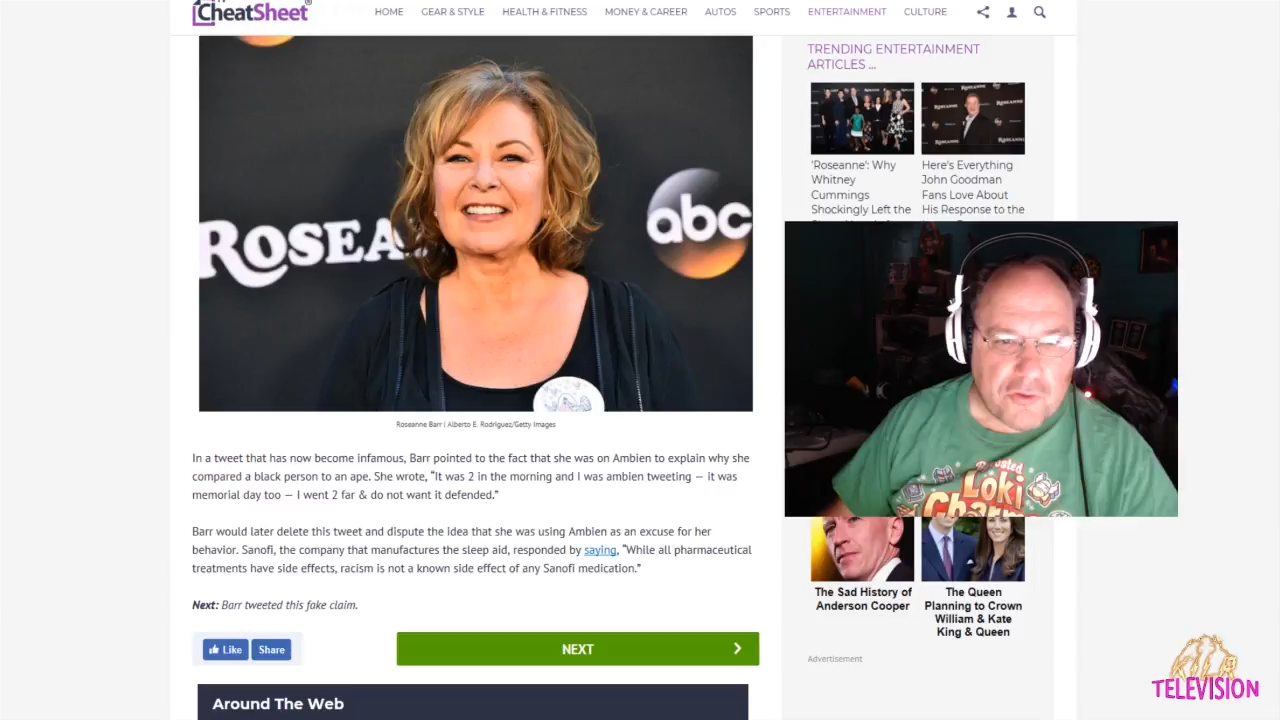 CheatSheet®
HOME GEAR & STYLE HEALTH & FITNESS MONEY & CAREER AUTOS SPORTS ENTERTAINMENT CULTURE
TRENDING ENTERTAINMENT
ARTICLES ...
ROSEA
abc
ROSEANNE
abc
ROSEANNE
'Roseanne': Why
Whitney
Cummings
Shockingly Left the
Here's Everything
John Goodman
Fans Love About
His Response to the
Roseanne Barr | Alberto E. Rodriguez/Getty Images
In a tweet that has now become infamous, Barr pointed to the fact that she was on Ambien to explain why she
compared a black person to an ape. She wrote, “It was 2 in the morning and I was ambien tweeting — it was
memorial day too — I went 2 far & do not want it defended.”
Barr would later delete this tweet and dispute the idea that she was using Ambien as an excuse for her
behavior. Sanofi, the company that manufactures the sleep aid, responded by saying, “While all pharmaceutical
treatments have side effects, racism is not a known side effect of any Sanofi medication.”
Next: Barr tweeted this fake claim.
Like Share
NEXT
Around The Web
Loki
Charms
The Sad History of
Anderson Cooper
The Queen
Planning to Crown
William & Kate
King & Queen
Advertisement
KILR
TELEVISION